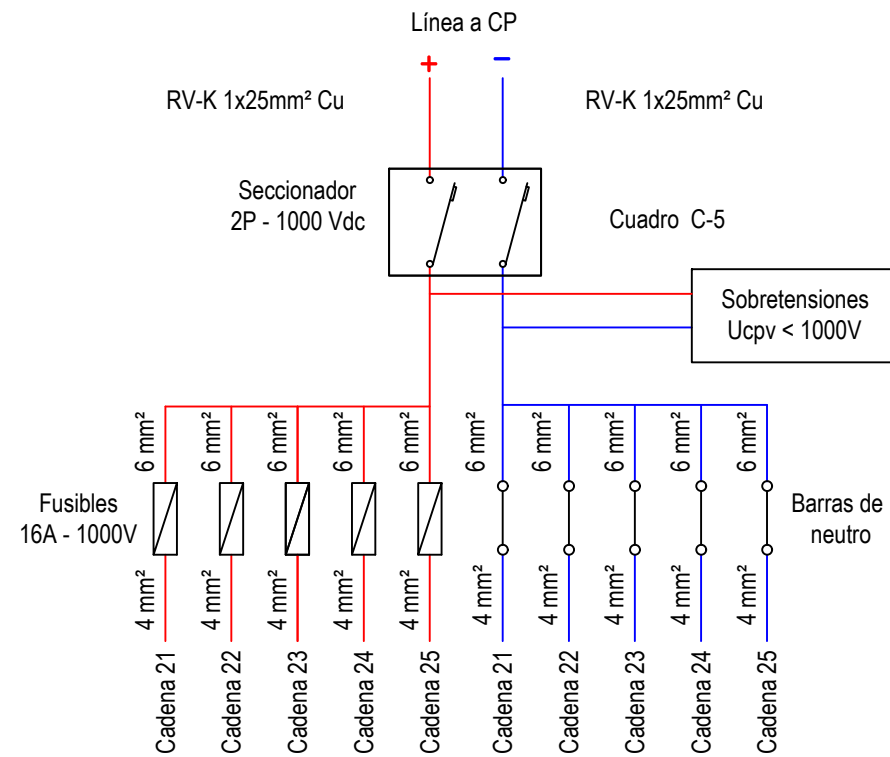 Línea a CP
+ −
RV-K 1x25mm² Cu
RV-K 1x25mm² Cu
Seccionador
2P - 1000 Vdc
Cuadro C-5
Sobretensiones
Ucpv < 1000V
6 mm²
6 mm²
6 mm²
6 mm²
6 mm²
6 mm²
6 mm²
6 mm²
6 mm²
6 mm²
Fusibles
16A - 1000V
Barras de
neutro
4 mm²
4 mm²
4 mm²
4 mm²
4 mm²
4 mm²
4 mm²
4 mm²
4 mm²
4 mm²
Cadena 21
Cadena 22
Cadena 23
Cadena 24
Cadena 25
Cadena 21
Cadena 22
Cadena 23
Cadena 24
Cadena 25